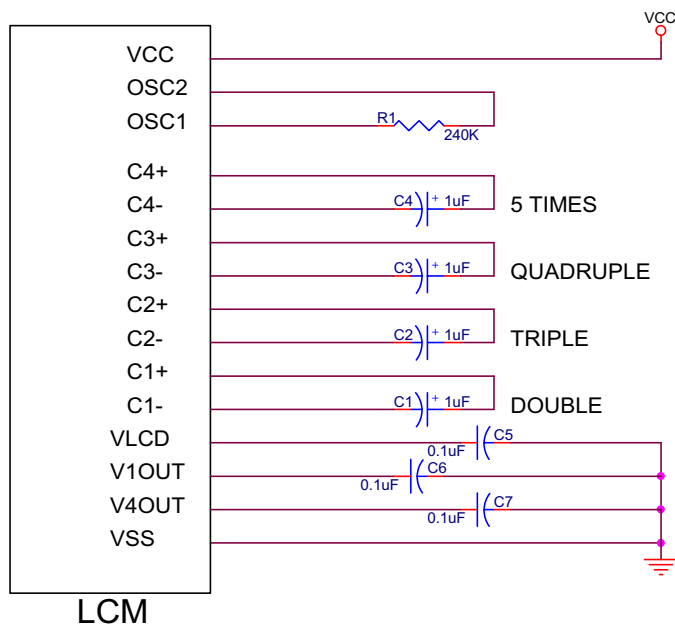 VCC
VCC
OSC2
OSC1
R1
240K
C4+
C4-
C4
+ 1uF
5 TIMES
C3+
C3-
C3
+ 1uF
QUADRUPLE
C2+
C2-
C2
+ 1uF
TRIPLE
C1+
C1-
C1
+ 1uF
DOUBLE
VLCD
0.1uF
C5
V1OUT
0.1uF
C6
V4OUT
0.1uF
C7
VSS
LCM